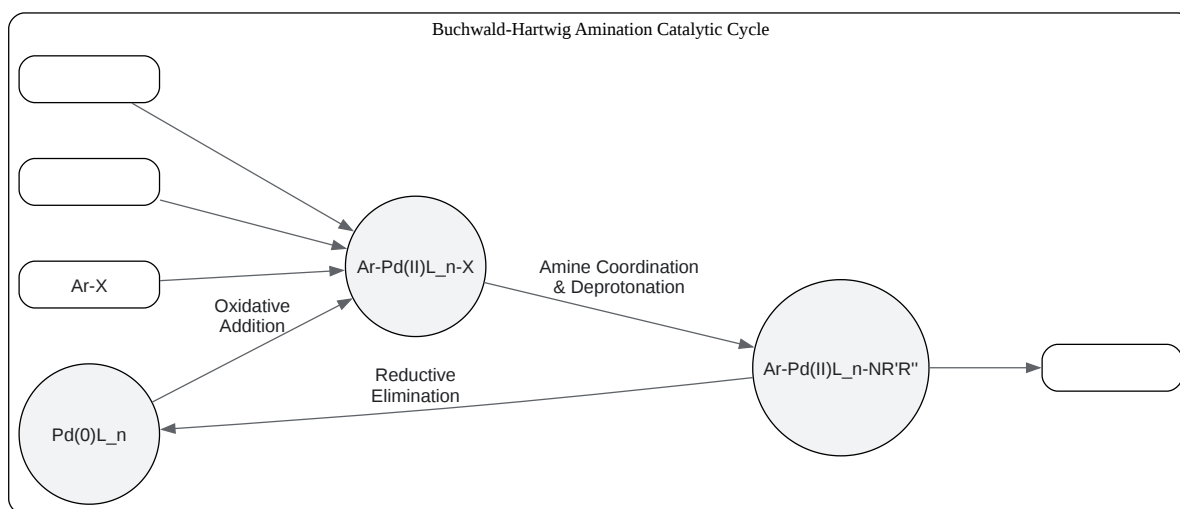 Buchwald-Hartwig Amination Catalytic Cycle
Ar-Pd(II)L_n-X
Amine Coordination
& Deprotonation
Ar-X
Oxidative
Addition
Ar-Pd(II)L_n-NR'R"
Reductive
Elimination
Pd(0)L_n